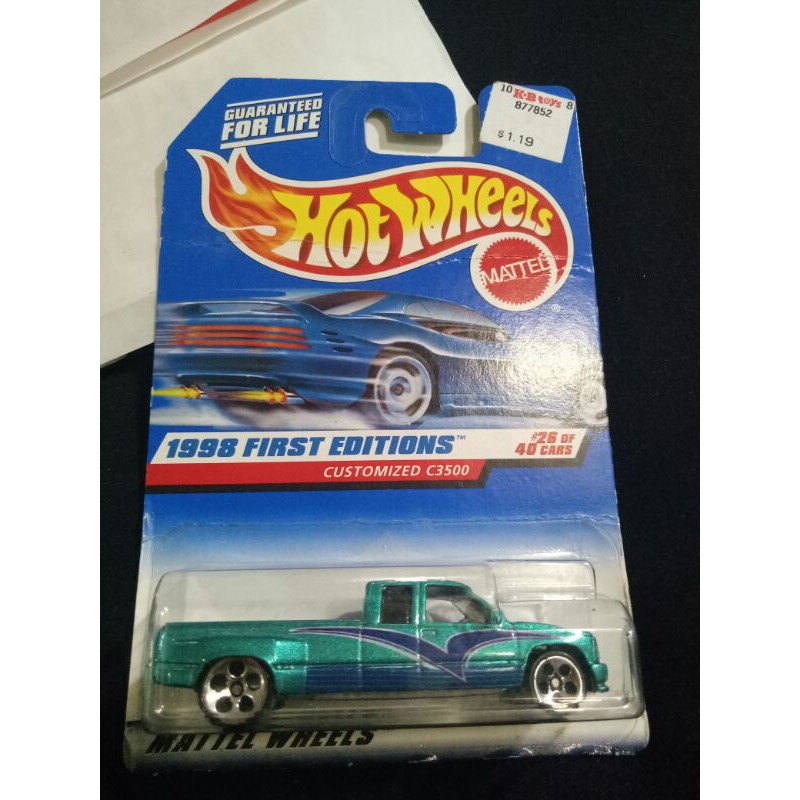 GUARANTEED
FOR LIFE
10 K·B toys 8
877852
$1.19
HOT WHEELS
MATTEL
®
1998 FIRST EDITIONS™
#26 OF
40 CARS
CUSTOMIZED C3500
MATTEL WHEELS